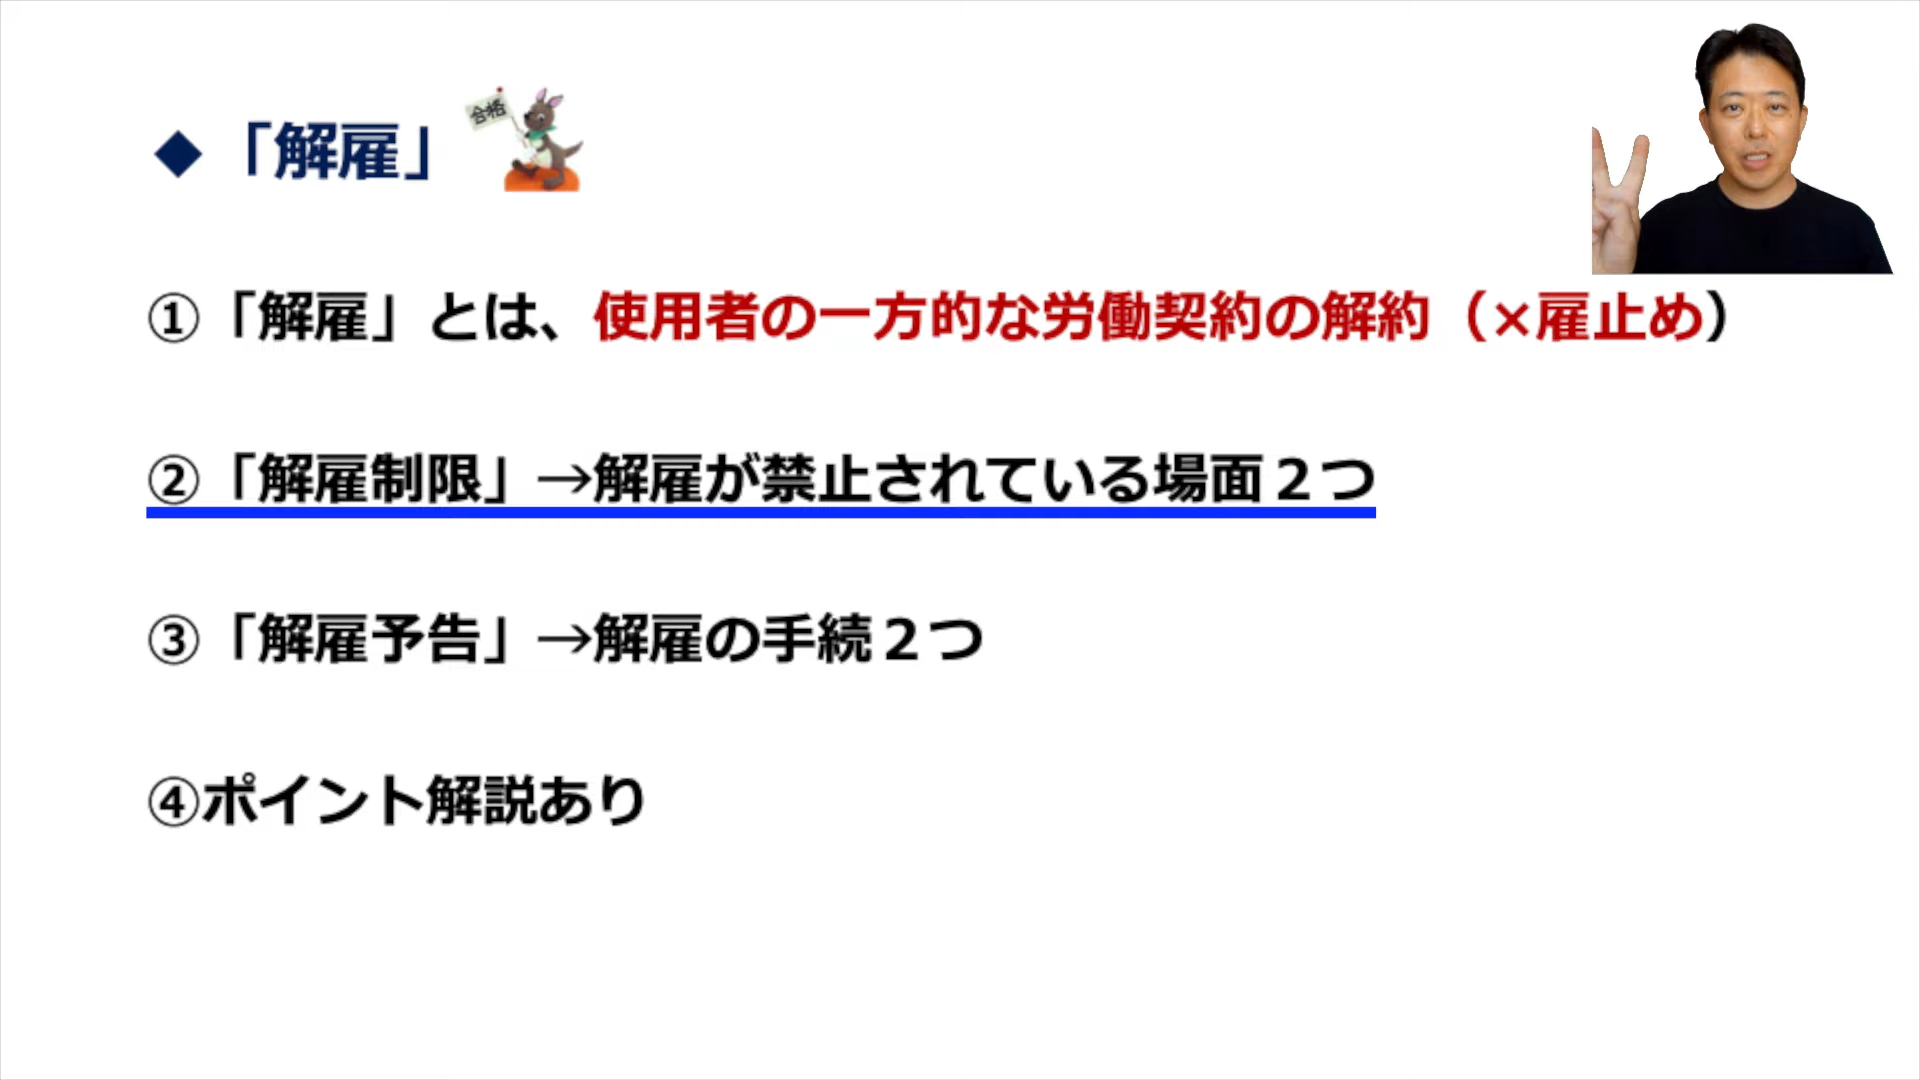 ◆「解雇」
合格
①「解雇」とは、使用者の一方的な労働契約の解約（×雇止め）
②「解雇制限」→解雇が禁止されている場面２つ
③「解雇予告」→解雇の手続２つ
④ポイント解説あり